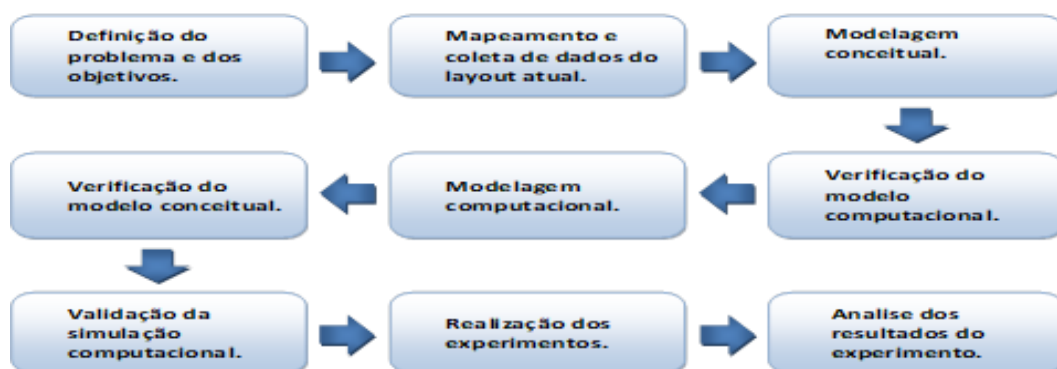 Definição do
problema e dos
objetivos.
Mapeamento e
coleta de dados do
layout atual.
Modelagem
conceitual.
Verificação do
modelo
computacional.
Modelagem
computacional.
Verificação do
modelo conceitual.
Validação da
simulação
computacional.
Realização dos
experimentos.
Analise dos
resultados do
experimento.